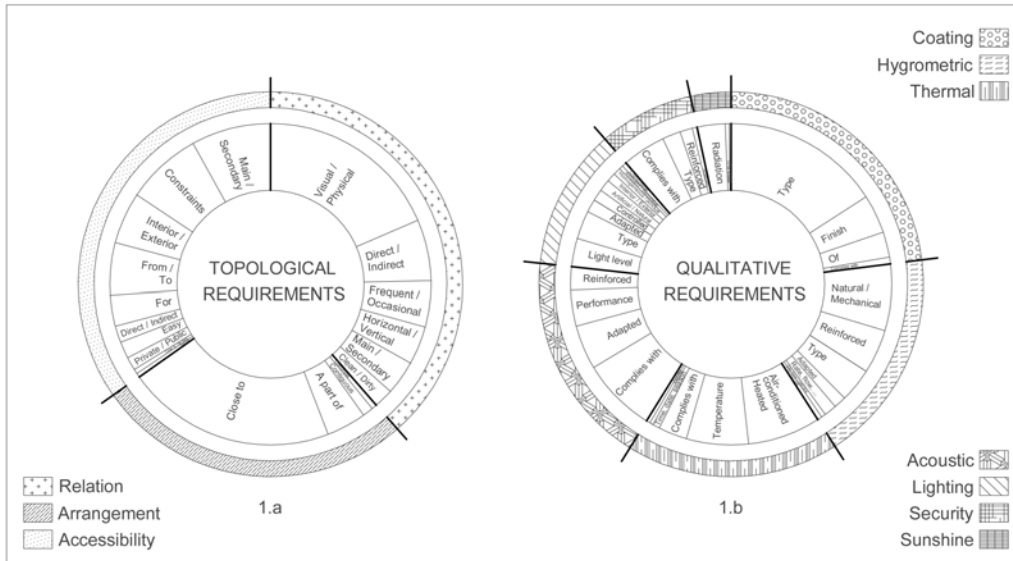 Coating
Hygrometric
Thermal
Main /
Secondary
Visual /
Physical
Constraints
Interior /
Exterior
From /
To
For
Direct / Indirect
Easy
Private / Public
TOPOLOGICAL
REQUIREMENTS
Direct /
Indirect
Frequent /
Occasional
Horizontal /
Vertical
Main /
Secondary
Clean / Dirty
Contiguous
A part of
Close to
Relation
Arrangement
Accessibility
1.a
Radiation
Reinforced
Type
Complies with
Controlled
Adapted
Type
Light level
Reinforced
Performance
Adapted
Complies with
QUALITATIVE
REQUIREMENTS
Type
Finish
Of
Natural /
Mechanical
Reinforced
Type
Adapted
Air-
conditioned
Heated
Temperature
Complies with
1.b
Acoustic
Lighting
Security
Sunshine